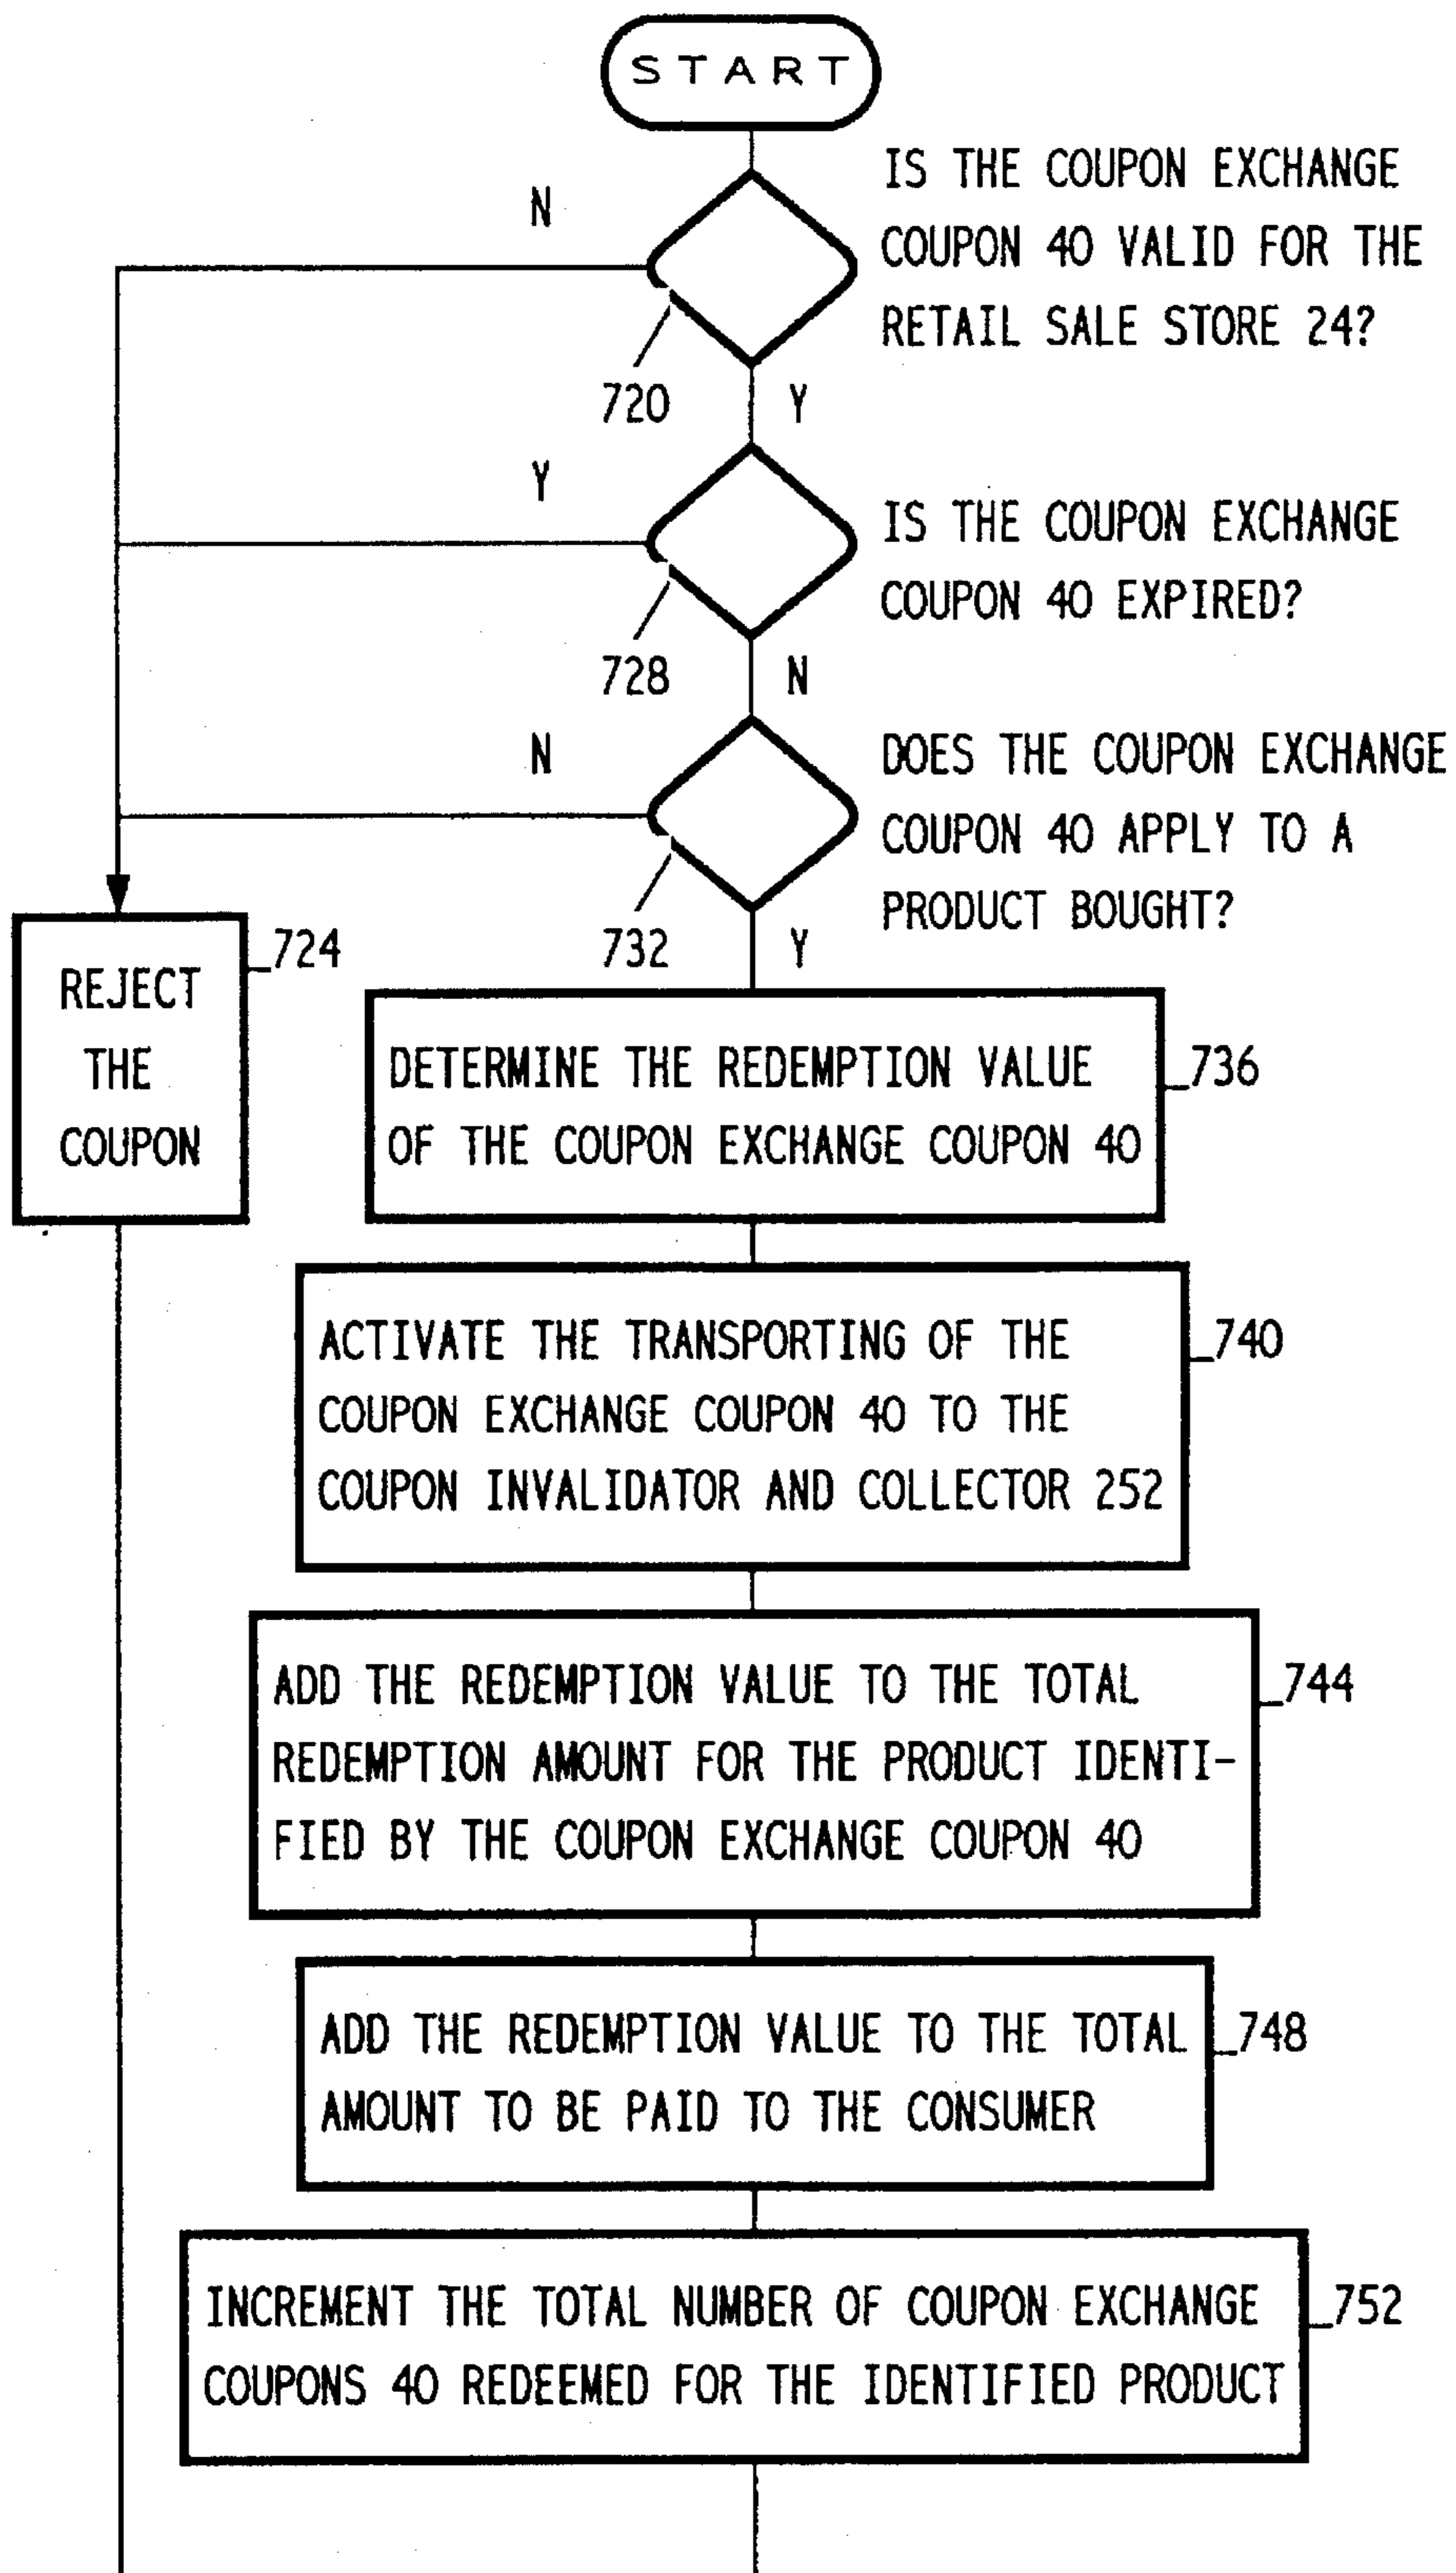 START
N
IS THE COUPON EXCHANGE
COUPON 40 VALID FOR THE
RETAIL SALE STORE 24?
720
Y
Y
IS THE COUPON EXCHANGE
COUPON 40 EXPIRED?
728
N
N
DOES THE COUPON EXCHANGE
COUPON 40 APPLY TO A
PRODUCT BOUGHT?
732
Y
REJECT
THE
COUPON
724
DETERMINE THE REDEMPTION VALUE
OF THE COUPON EXCHANGE COUPON 40
736
ACTIVATE THE TRANSPORTING OF THE
COUPON EXCHANGE COUPON 40 TO THE
COUPON INVALIDATOR AND COLLECTOR 252
740
ADD THE REDEMPTION VALUE TO THE TOTAL
REDEMPTION AMOUNT FOR THE PRODUCT IDENTI-
FIED BY THE COUPON EXCHANGE COUPON 40
744
ADD THE REDEMPTION VALUE TO THE TOTAL
AMOUNT TO BE PAID TO THE CONSUMER
748
INCREMENT THE TOTAL NUMBER OF COUPON EXCHANGE
COUPONS 40 REDEEMED FOR THE IDENTIFIED PRODUCT
752